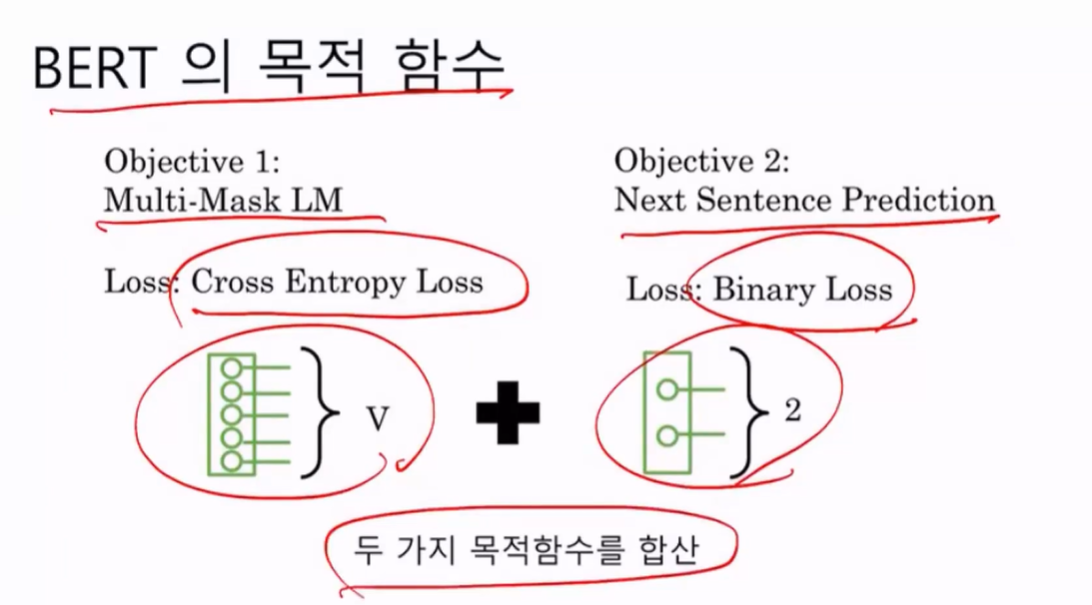 BERT 의 목적 함수
Objective 1:
Multi-Mask LM
Loss: Cross Entropy Loss
V
Objective 2:
Next Sentence Prediction
Loss: Binary Loss
2
두 가지 목적함수를 합산